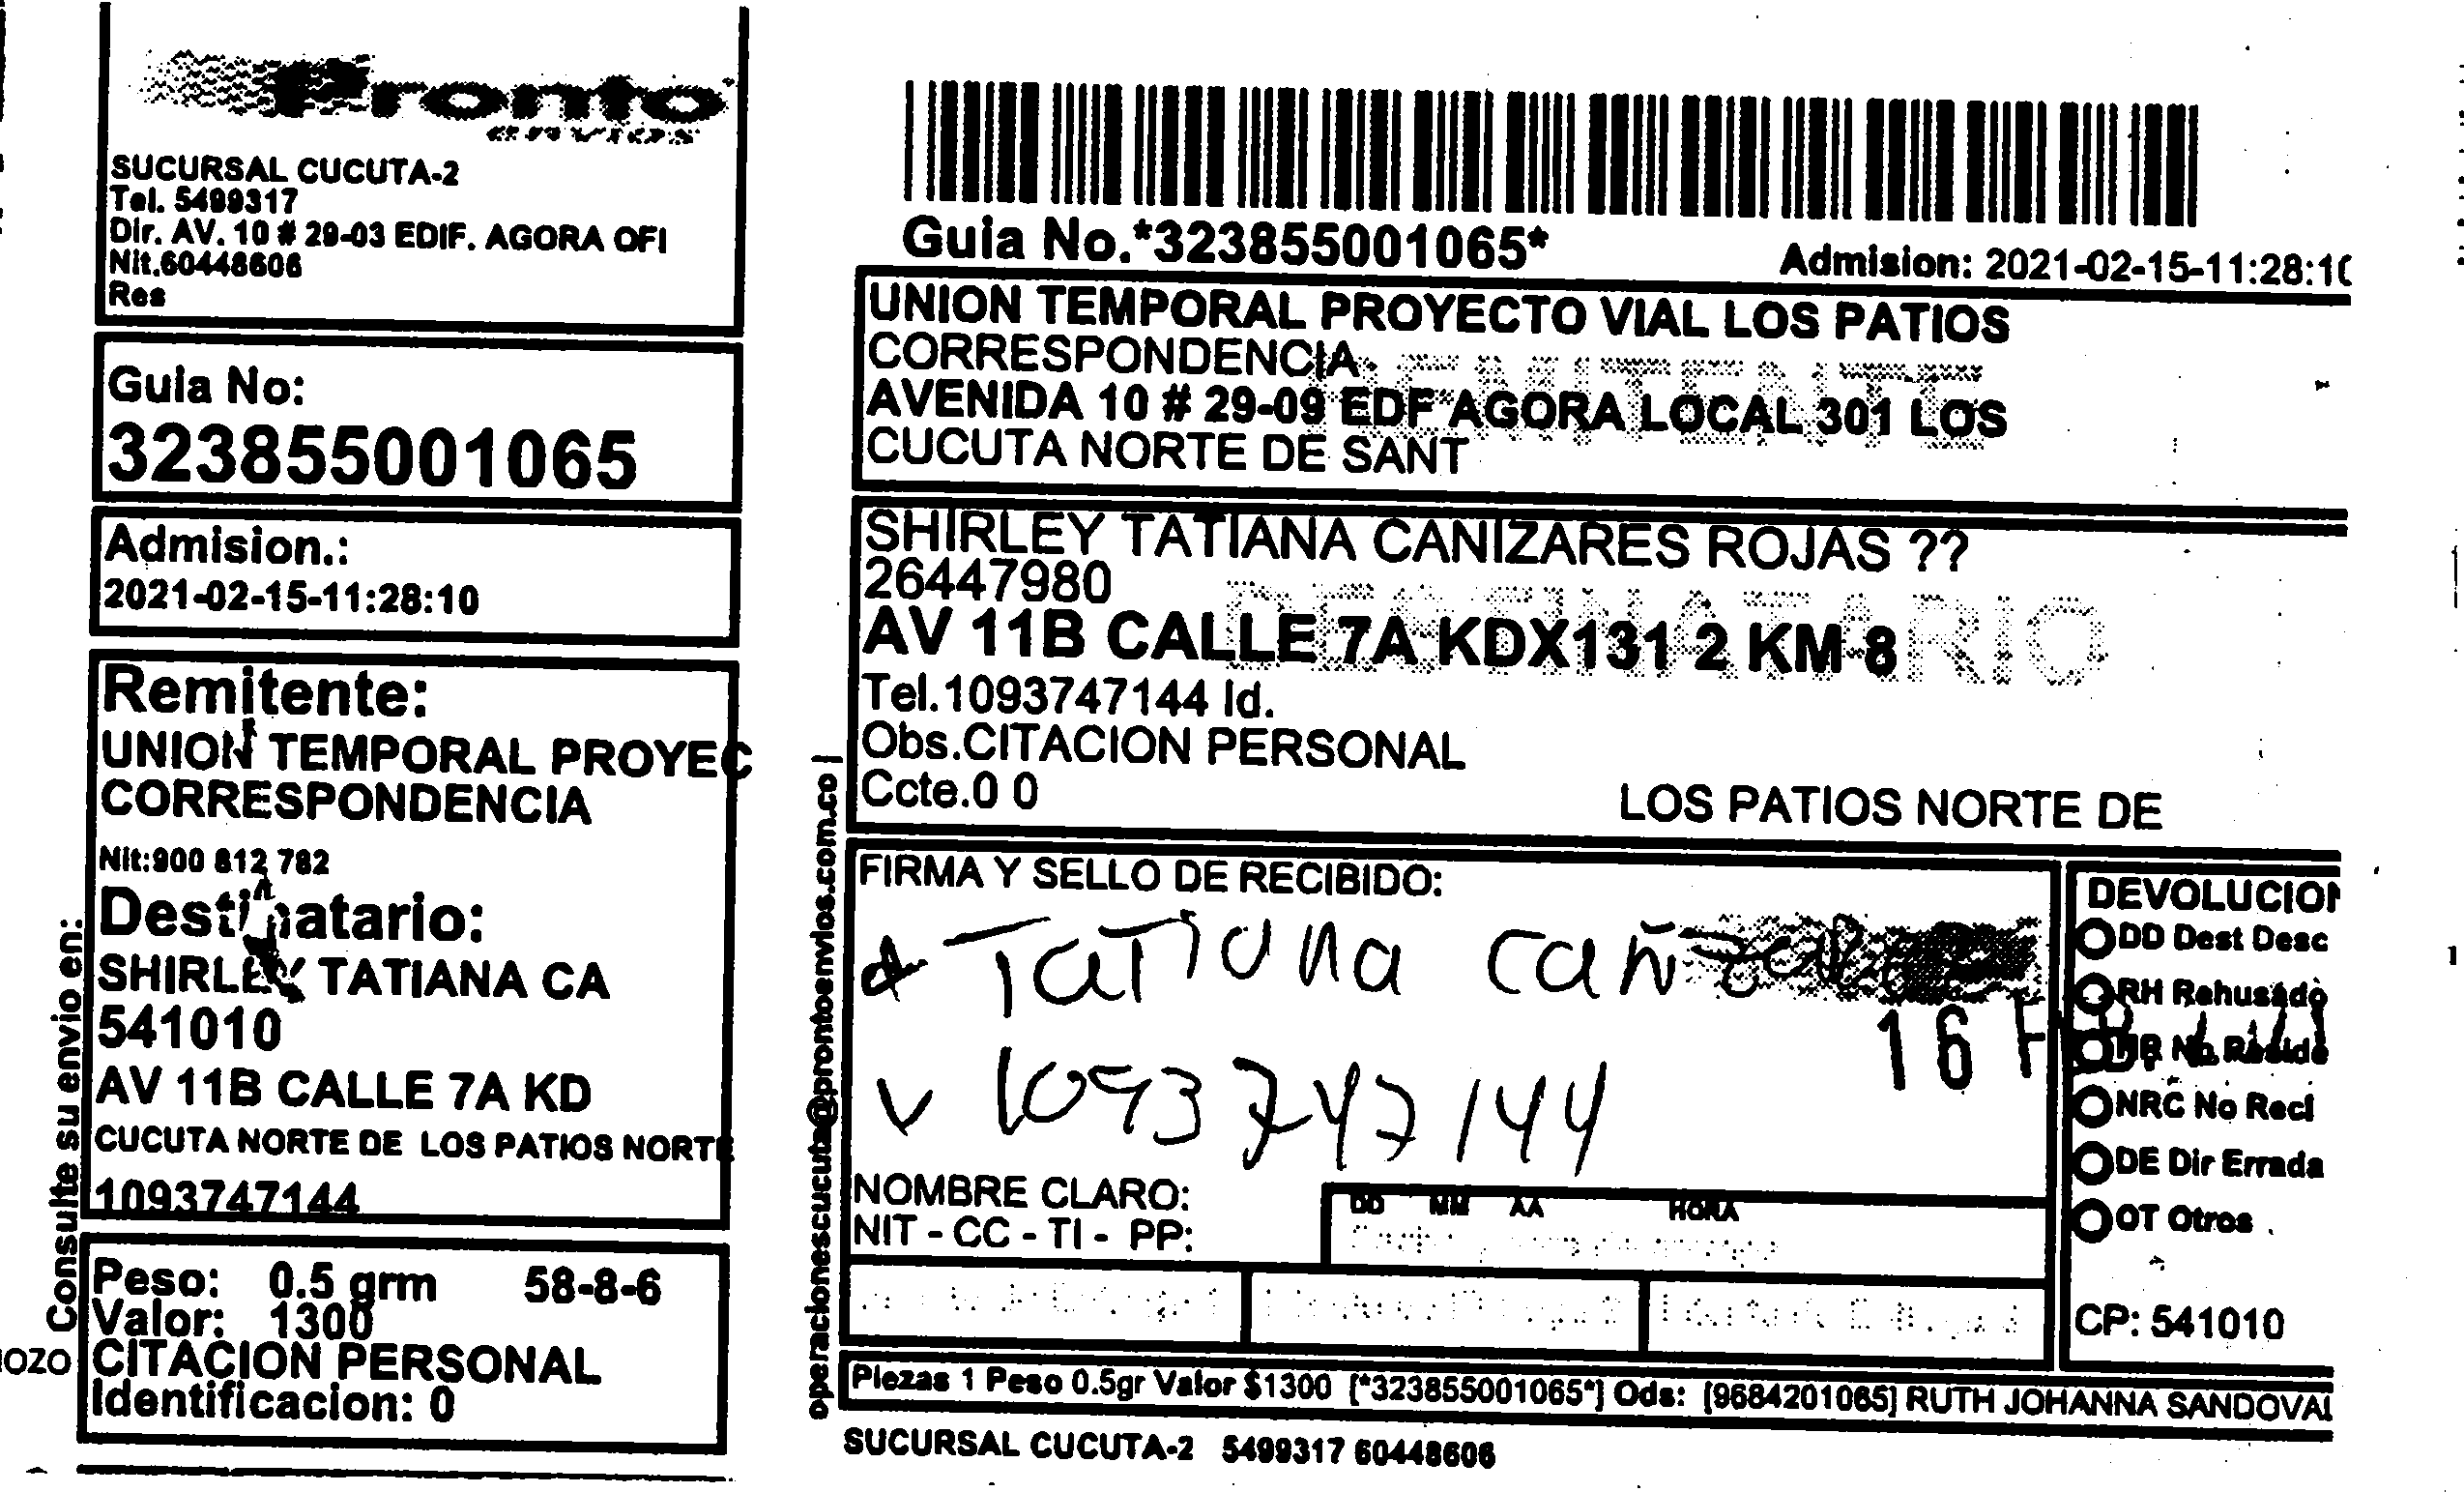 Pronto
envios
SUCURSAL CUCUTA-2
Tel. 5499317
Dir. AV. 10 # 29-03 EDIF. AGORA OFI
Nit.60448606
Res
Guia No:
323855001065
Admision.:
2021-02-15-11:28:10
Remitente:
UNION TEMPORAL PROYEC
CORRESPONDENCIA
Nit:900 812 782
Destinatario:
SHIRLEY TATIANA CA
541010
AV 11B CALLE 7A KD
CUCUTA NORTE DE LOS PATIOS NORTE
1093747144
Peso: 0.5 grm 58-8-6
Valor: 1300
CITACION PERSONAL
Identificacion: 0
Consulte su envio en:
OZO
Guia No.*323855001065*
Admision: 2021-02-15-11:28:10
UNION TEMPORAL PROYECTO VIAL LOS PATIOS
CORRESPONDENCIA
REMITENTE
AVENIDA 10 # 29-09 EDF AGORA LOCAL 301 LOS
CUCUTA NORTE DE SANT
SHIRLEY TATIANA CANIZARES ROJAS ??
26447980
DESTINATARIO
AV 11B CALLE 7A KDX131 2 KM 8
Tel.1093747144 Id.
Obs.CITACION PERSONAL
Ccte.0 0
LOS PATIOS NORTE DE
operacionescucuta@prontoenvios.com.co |
FIRMA Y SELLO DE RECIBIDO:
Tatiana
16 FEB
1093747144
NOMBRE CLARO:
NIT - CC - TI - PP:
DD MM AA HORA
DEVOLUCION
DD Dest Desc
RH Rehusado
NR No Reside
NRC No Recl
DE Dir Errada
OT Otros
CP: 541010
Piezas 1 Peso 0.5gr Valor $1300 [*323855001065*] Ods: [9684201065] RUTH JOHANNA SANDOVAL
SUCURSAL CUCUTA-2 5499317 60448606